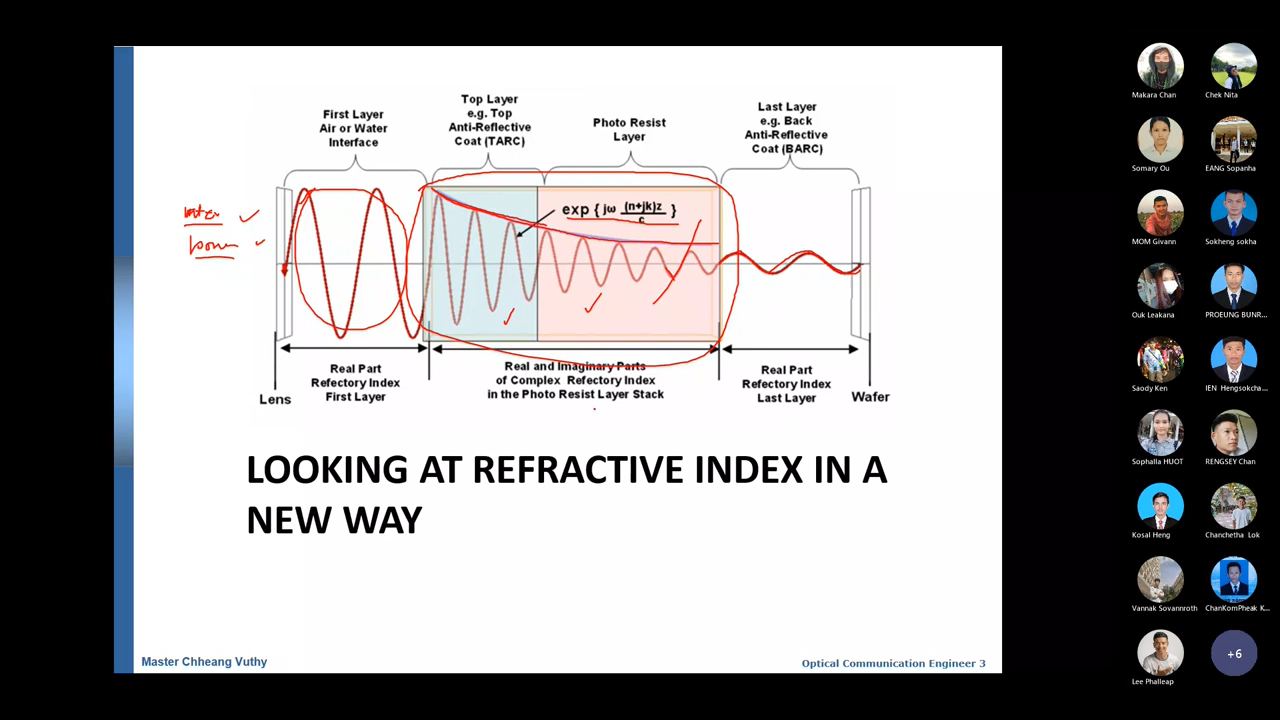 First Layer
Air or Water
Interface
Top Layer
e.g. Top
Anti-Reflective
Coat (TARC)
Photo Resist
Layer
Last Layer
e.g. Back
Anti-Reflective
Coat (BARC)
exp { jω (n+jk)z / c }
Real Part
Refectory Index
First Layer
Real and Imaginary Parts
of Complex Refectory Index
in the Photo Resist Layer Stack
Real Part
Refectory Index
Last Layer
Lens
Wafer
LOOKING AT REFRACTIVE INDEX IN A
NEW WAY
Master Chheang Vuthy
Optical Communication Engineer 3
Makara Chan
Chek Nita
Somary Ou
EANG Sopanha
MOM Givann
Sokheng sokha
Ouk Leakana
PROEUNG BUNR...
Saody Ken
IEN Hengsokcha...
Sophalla HUOT
RENGSEY Chan
Kosal Heng
Chanchetha Lok
Vannak Sovannroth
ChanKomPheak K...
Lee Phalleap
+6